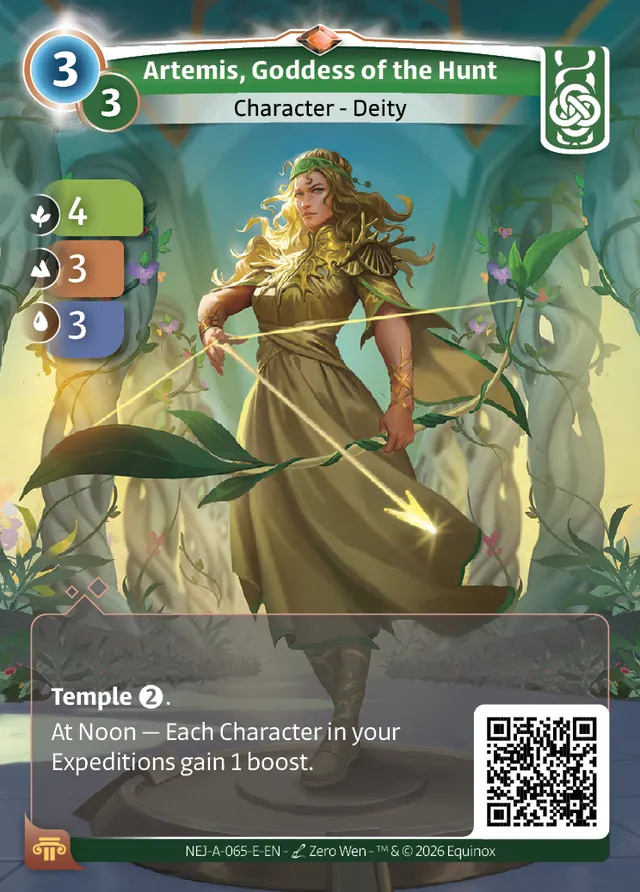 3
3
Artemis, Goddess of the Hunt
Character - Deity
4
3
3
Temple 2.
At Noon — Each Character in your
Expeditions gain 1 boost.
NEJ-A-065-E-EN - Zero Wen - ™ & © 2026 Equinox